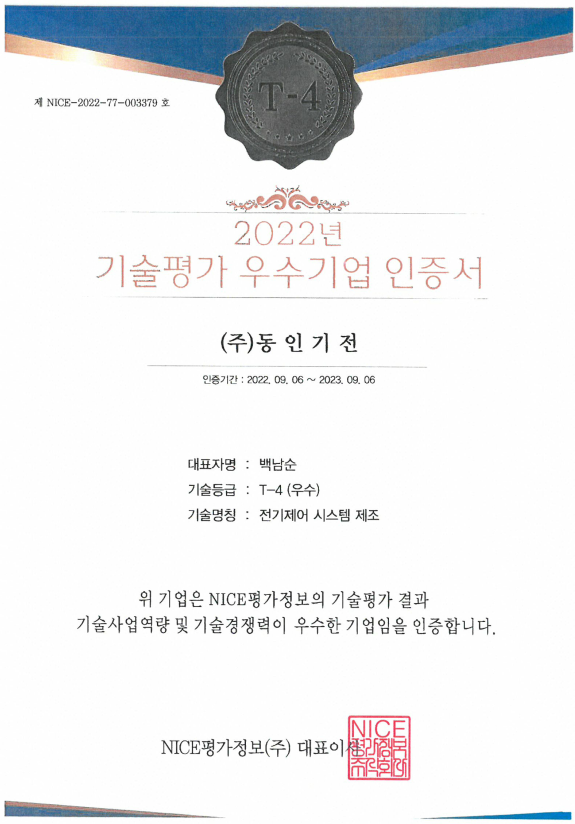 T-4
제 NICE-2022-77-003379 호
2022년
기술평가 우수기업 인증서
(주)동 인 기 전
인증기간 : 2022. 09. 06 ~ 2023. 09. 06
대표자명 : 백남순
기술등급 : T-4 (우수)
기술명칭 : 전기제어 시스템 제조
위 기업은 NICE평가정보의 기술평가 결과
기술사업역량 및 기술경쟁력이 우수한 기업임을 인증합니다.
NICE평가정보(주) 대표이사
NICE